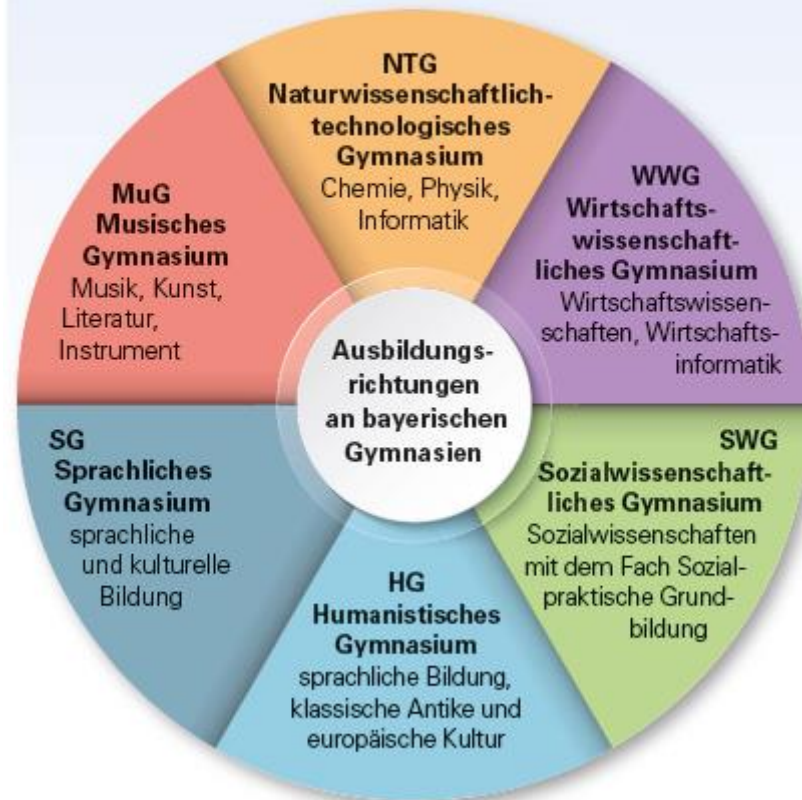 NTG
Naturwissenschaftlich-
technologisches
Gymnasium
Chemie, Physik,
Informatik
WWG
Wirtschafts-
wissenschaft-
liches Gymnasium
Wirtschaftswissen-
schaften, Wirtschafts-
informatik
SWG
Sozialwissenschaft-
liches Gymnasium
Sozialwissenschaften
mit dem Fach Sozial-
praktische Grund-
bildung
HG
Humanistisches
Gymnasium
sprachliche Bildung,
klassische Antike und
europäische Kultur
SG
Sprachliches
Gymnasium
sprachliche
und kulturelle
Bildung
MuG
Musisches
Gymnasium
Musik, Kunst,
Literatur,
Instrument
Ausbildungs-
richtungen
an bayerischen
Gymnasien